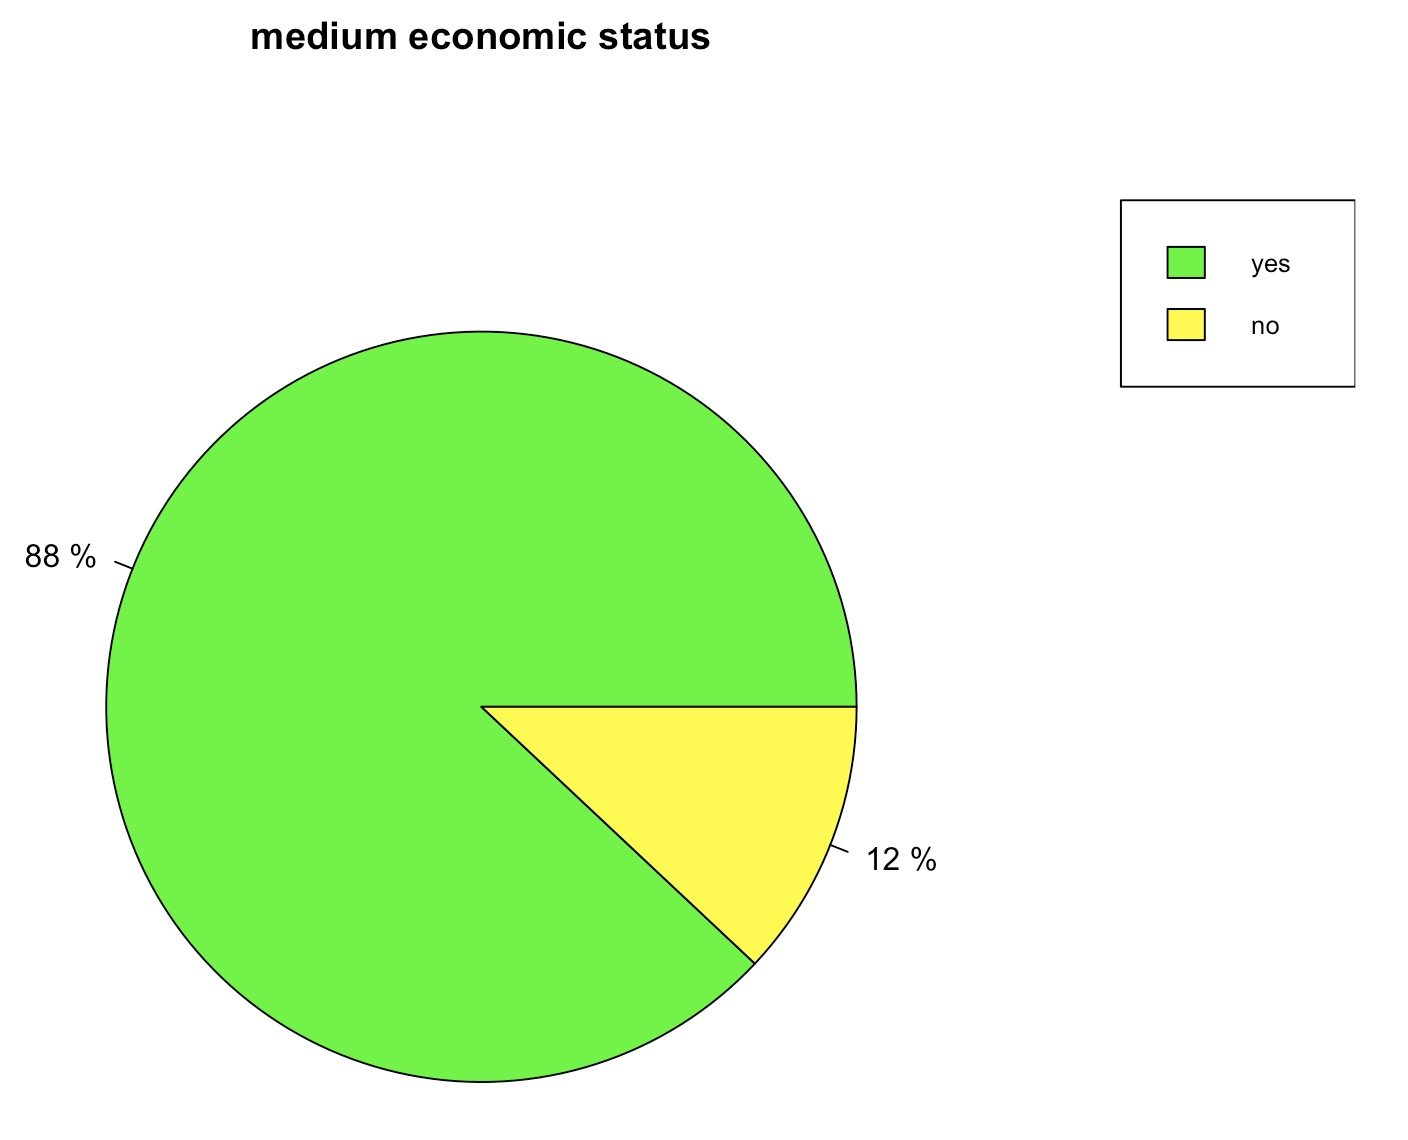 medium economic status
yes
no
88 %
12 %